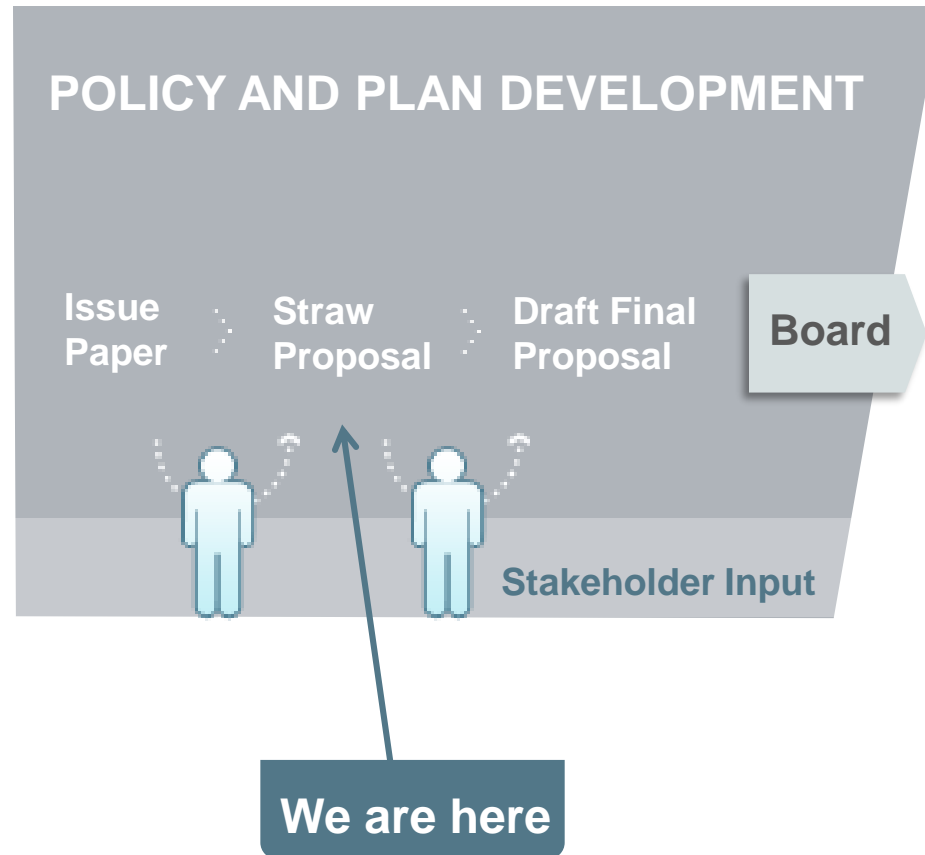 POLICY AND PLAN DEVELOPMENT
Issue
Paper
Straw
Proposal
Draft Final
Proposal
Board
Stakeholder Input
We are here